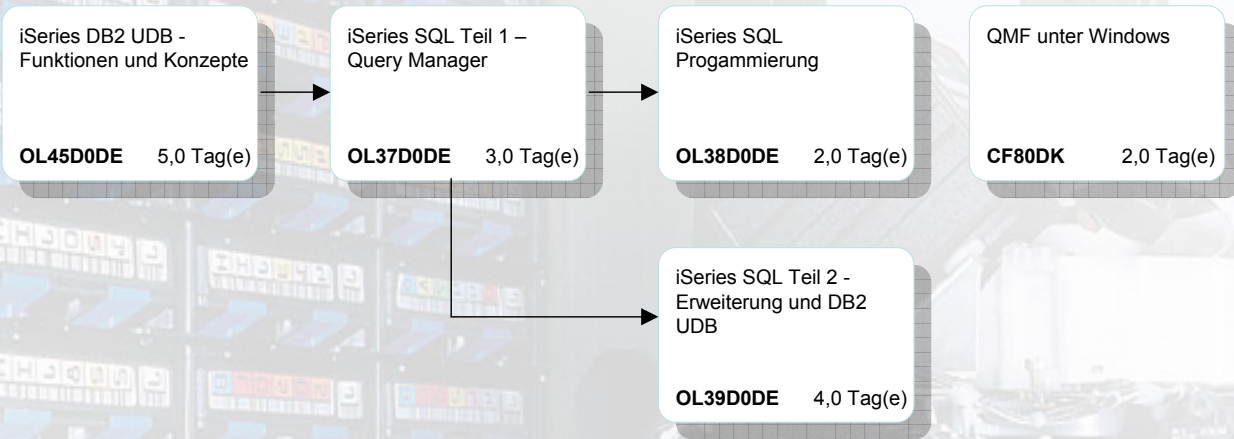 iSeries DB2 UDB -
Funktionen und Konzepte
OL45D0DE 5,0 Tag(e)
iSeries SQL Teil 1 –
Query Manager
OL37D0DE 3,0 Tag(e)
iSeries SQL
Progammierung
OL38D0DE 2,0 Tag(e)
QMF unter Windows
CF80DK 2,0 Tag(e)
iSeries SQL Teil 2 -
Erweiterung und DB2
UDB
OL39D0DE 4,0 Tag(e)